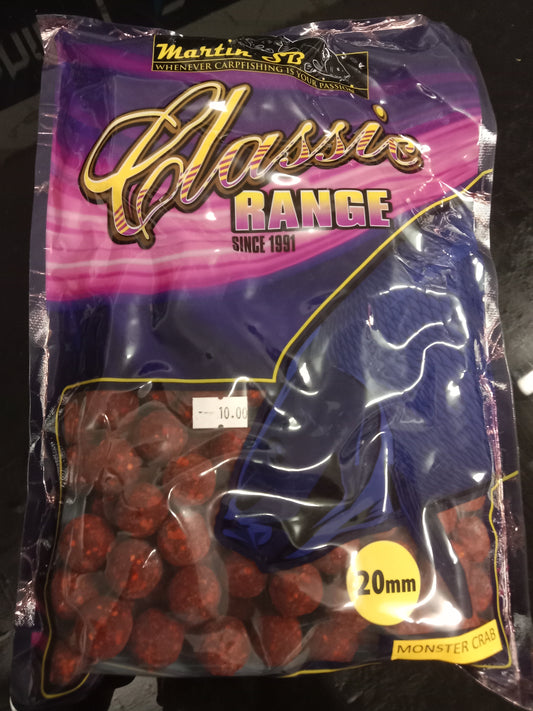 Martin SB
WHENEVER CARPFISHING IS YOUR PASSION
Classic
RANGE
SINCE 1991
10.00
20mm
MONSTER CRAB